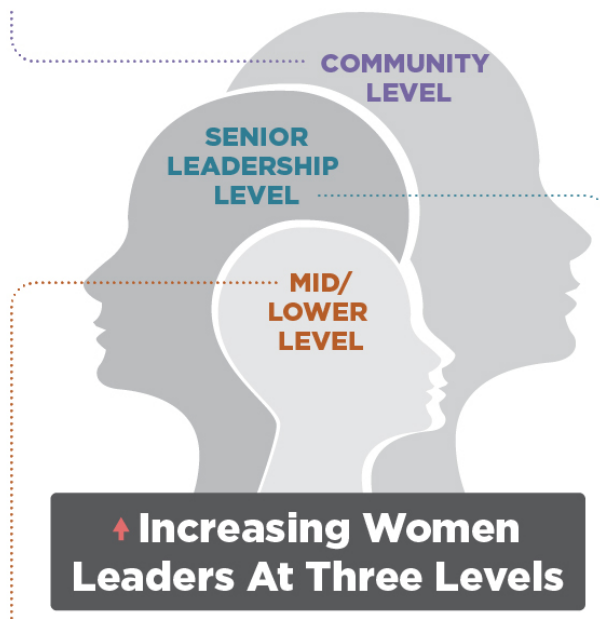 COMMUNITY
LEVEL
SENIOR
LEADERSHIP
LEVEL
MID/
LOWER
LEVEL
Increasing Women
Leaders At Three Levels